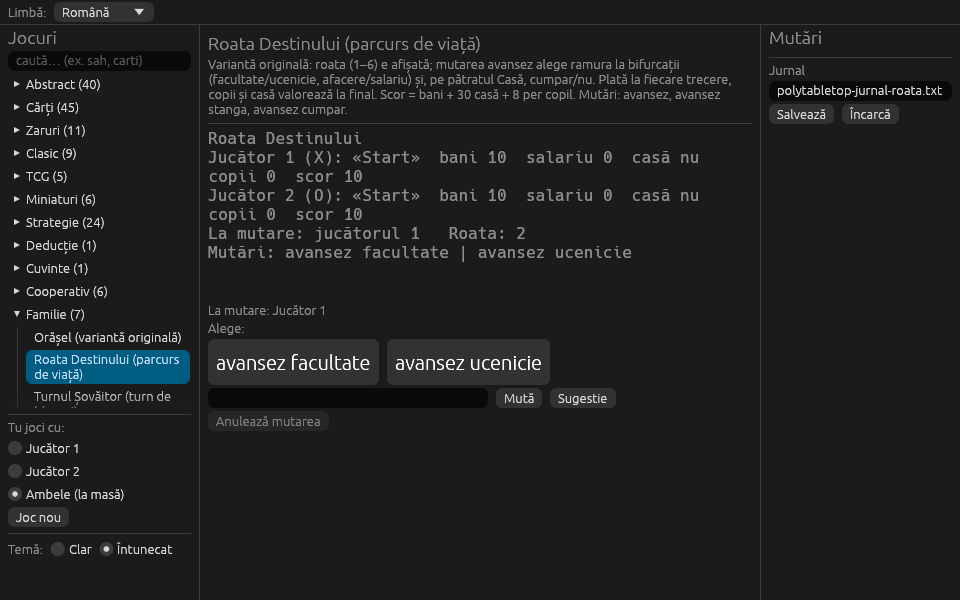 Limbă: Română
Jocuri
caută... (ex. sah, carti)
Abstract (40)
Cărți (45)
Zaruri (11)
Clasic (9)
TCG (5)
Miniaturi (6)
Strategie (24)
Deducție (1)
Cuvinte (1)
Cooperativ (6)
Familie (7)
Orășel (variantă originală)
Roata Destinului (parcurs
de viață)
Turnul Șovăitor (turn de
Tu joci cu:
Jucător 1
Jucător 2
Ambele (la masă)
Joc nou
Temă: Clar Întunecat
Roata Destinului (parcurs de viață)
Variantă originală: roata (1–6) e afișată; mutarea avansez alege ramura la bifurcații
(facultate/ucenicie, afacere/salariu) și, pe pătratul Casă, cumpar/nu. Plată la fiecare trecere,
copii și casă valorează la final. Scor = bani + 30 casă + 8 per copil. Mutări: avansez, avansez
stanga, avansez cumpar.
Roata Destinului
Jucător 1 (X): «Start» bani 10 salariu 0 casă nu
copii 0 scor 10
Jucător 2 (O): «Start» bani 10 salariu 0 casă nu
copii 0 scor 10
La mutare: jucătorul 1 Roata: 2
Mutări: avansez facultate | avansez ucenicie
La mutare: Jucător 1
Alege:
avansez facultate avansez ucenicie
Mută Sugestie
Anulează mutarea
Mutări
Jurnal
polytabletop-jurnal-roata.txt
Salvează Încarcă